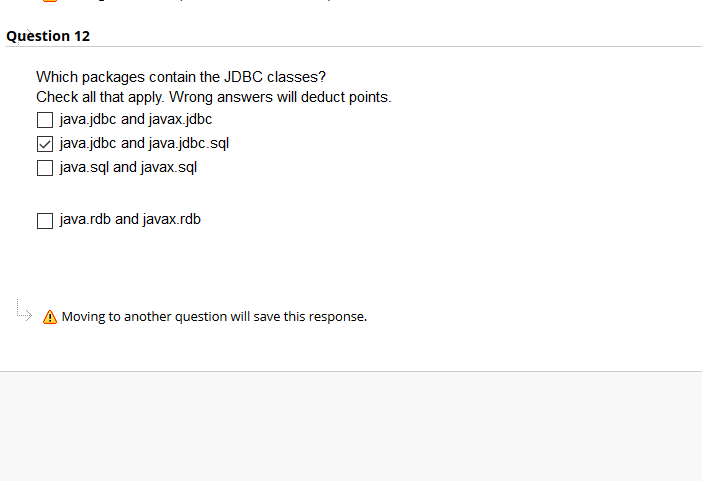 Question 12
Which packages contain the JDBC classes?
Check all that apply. Wrong answers will deduct points.
java.jdbc and javax.jdbc
java.jdbc and java.jdbc.sql
java.sql and javax.sql
java.rdb and javax.rdb
Moving to another question will save this response.